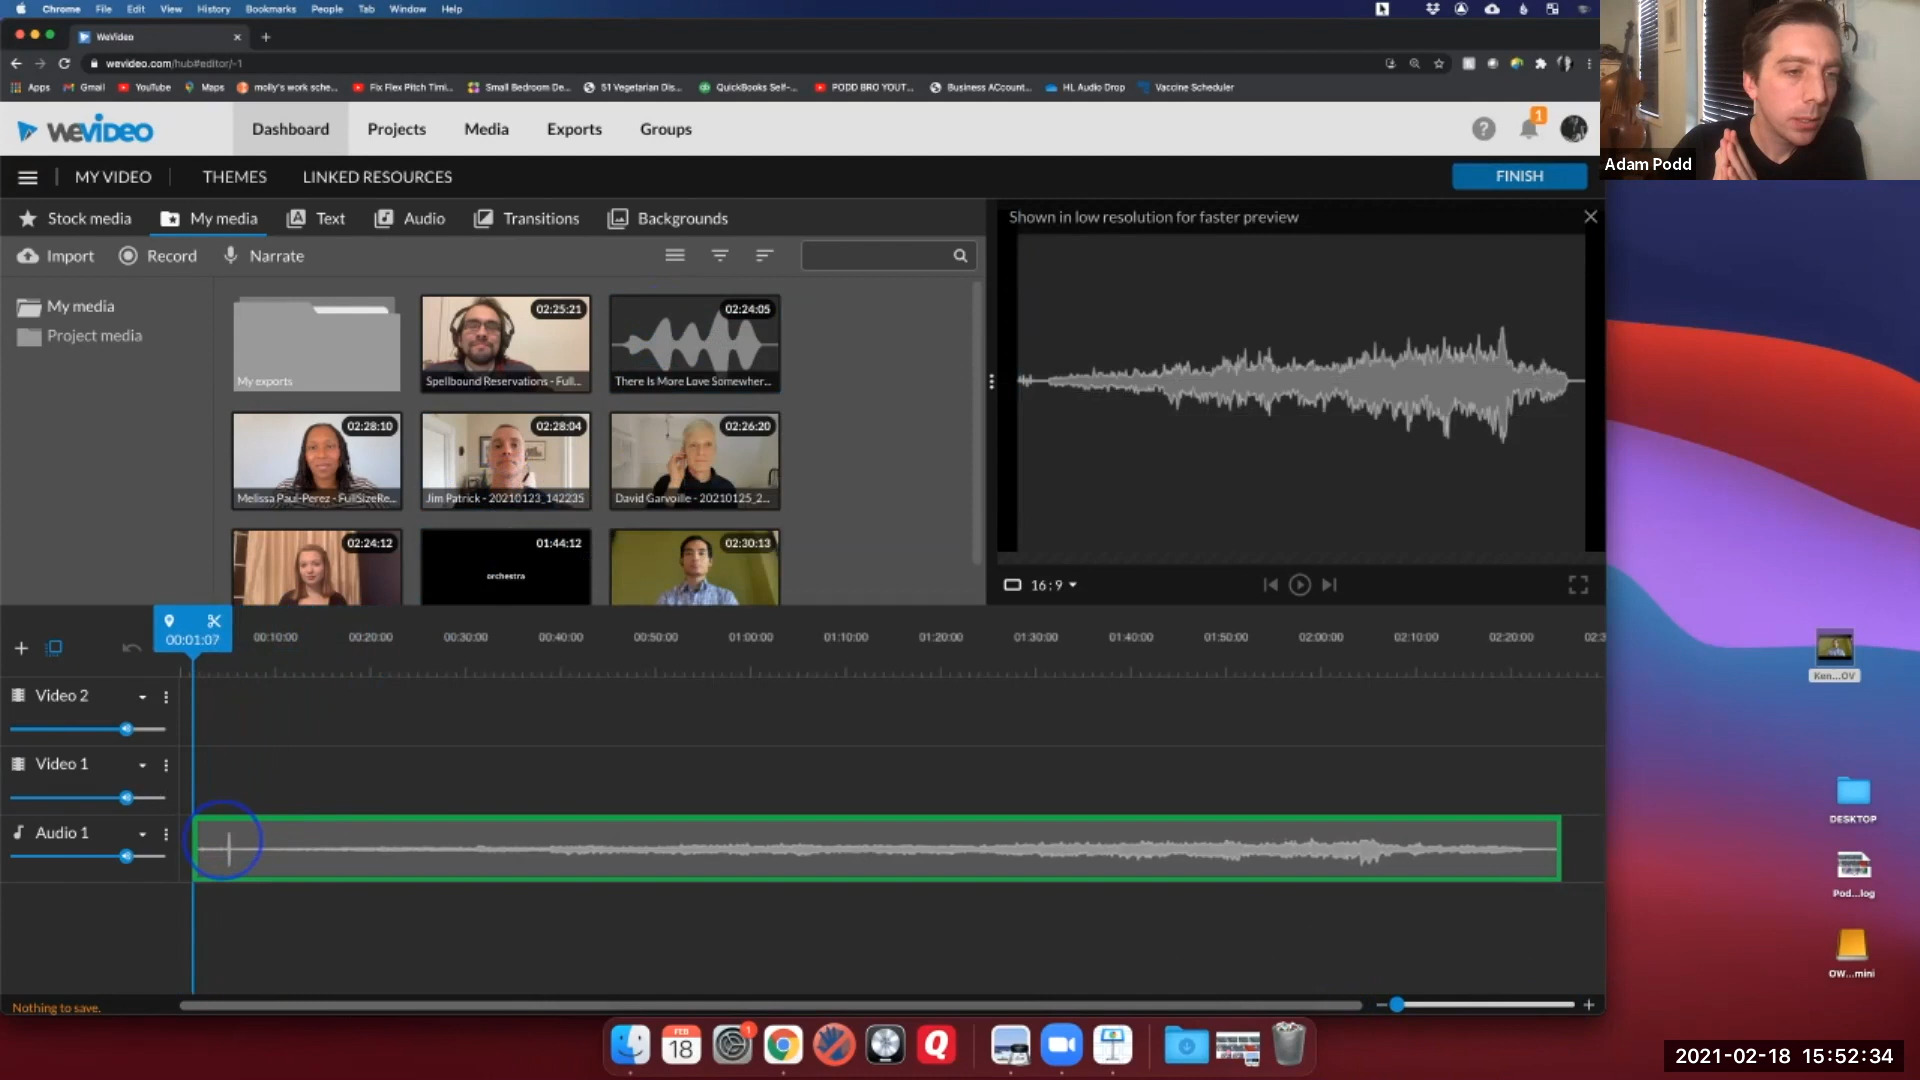 Chrome File Edit View History Bookmarks People Tab Window Help
WeVideo
wevideo.com/hub#editor/-1
Apps Gmail YouTube Maps molly's work sche... Fix Flex Pitch Timi... Small Bedroom De... 51 Vegetarian Dis... QuickBooks Self-... PODD BRO YOUT... Business ACcount... HL Audio Drop Vaccine Scheduler
WEVIDEO Dashboard Projects Media Exports Groups ? 1
Adam Podd
MY VIDEO THEMES LINKED RESOURCES FINISH
Stock media My media Text Audio Transitions Backgrounds
Shown in low resolution for faster preview
Import Record Narrate
My media
Project media
My exports
02:25:21
Spellbound Reservations - Full...
02:24:05
There Is More Love Somewher...
02:28:10
Melissa Paul-Perez - FullSizeRe...
02:28:04
Jim Patrick - 20210123_142235
02:26:20
David Garvoille - 20210125_2...
02:24:12
01:44:12
orchestra
02:30:13
16:9
00:01:07
00:10:00 00:20:00 00:30:00 00:40:00 00:50:00 01:00:00 01:10:00 01:20:00 01:30:00 01:40:00 01:50:00 02:00:00 02:10:00 02:20:00 02:3
Video 2
Video 1
Audio 1
Nothing to save.
Ken...OV
DESKTOP
Pod...log
OW...mini
FEB
18
1
Q
2021-02-18 15:52:34